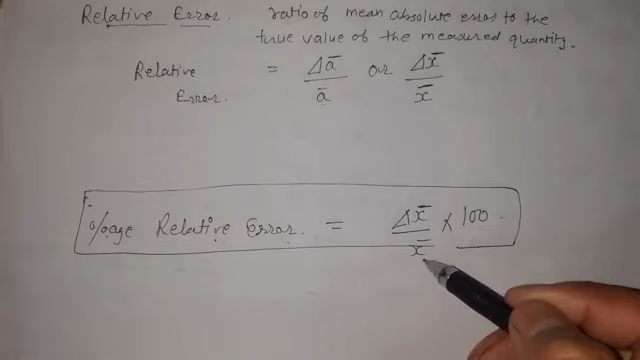 Relative Error. ratio of mean absolute error to the
true value of the measured quantity.
Relative Error. = Δa̅ / a̅ or Δx̅ / x̅
%age Relative Error. = Δx̅ / x̅ × 100.